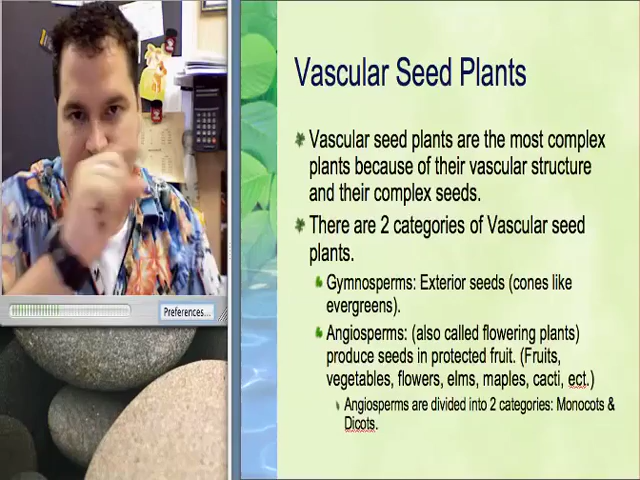 Vascular Seed Plants
Vascular seed plants are the most complex
plants because of their vascular structure
and their complex seeds.
There are 2 categories of Vascular seed
plants.
Gymnosperms: Exterior seeds (cones like
evergreens).
Angiosperms: (also called flowering plants)
produce seeds in protected fruit. (Fruits,
vegetables, flowers, elms, maples, cacti, ect.)
Angiosperms are divided into 2 categories: Monocots &
Dicots.
Preferences...